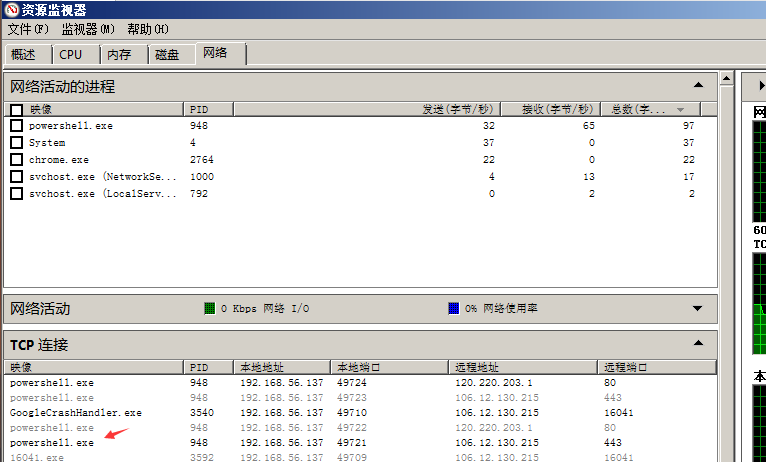 资源监视器
文件(F) 监视器(M) 帮助(H)
概述 CPU 内存 磁盘 网络
网络活动的进程
映像 PID 发送(字节/秒) 接收(字节/秒) 总数(字...
powershell.exe 948 32 65 97
System 4 37 0 37
chrome.exe 2764 22 0 22
svchost.exe (NetworkSe... 1000 4 13 17
svchost.exe (LocalServ... 792 0 2 2
网络活动 0 Kbps 网络 I/O 0% 网络使用率
TCP 连接
映像 PID 本地地址 本地端口 远程地址 远程端口
powershell.exe 948 192.168.56.137 49724 120.220.203.1 80
powershell.exe 948 192.168.56.137 49723 106.12.130.215 443
GoogleCrashHandler.exe 3540 192.168.56.137 49710 106.12.130.215 16041
powershell.exe 948 192.168.56.137 49722 120.220.203.1 80
powershell.exe 948 192.168.56.137 49721 106.12.130.215 443
16041.exe 3592 192.168.56.137 49709 106.12.130.215 16041
网
60
TC
本